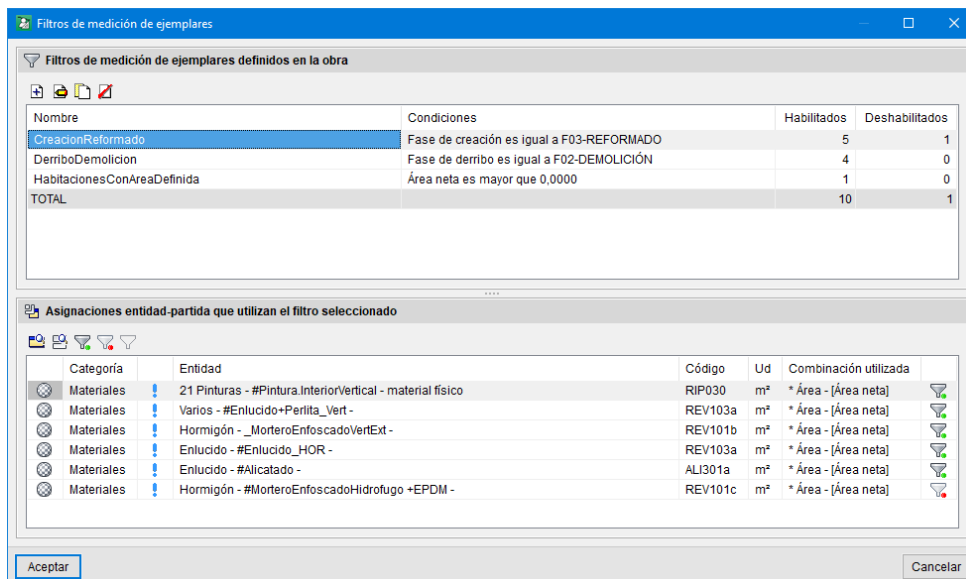 Filtros de medición de ejemplares
Filtros de medición de ejemplares definidos en la obra
Nombre Condiciones Habilitados Deshabilitados
CreacionReformado Fase de creación es igual a F03-REFORMADO 5 1
DerriboDemolicion Fase de derribo es igual a F02-DEMOLICIÓN 4 0
HabitacionesConAreaDefinida Área neta es mayor que 0,0000 1 0
TOTAL 10 1
Asignaciones entidad-partida que utilizan el filtro seleccionado
Categoría Entidad Código Ud Combinación utilizada
Materiales 21 Pinturas - #Pintura.InteriorVertical - material físico RIP030 m² * Área - [Área neta]
Materiales Varios - #Enlucido+Perlita_Vert - REV103a m² * Área - [Área neta]
Materiales Hormigón - _MorteroEnfoscadoVertExt - REV101b m² * Área - [Área neta]
Materiales Enlucido - #Enlucido_HOR - REV103a m² * Área - [Área neta]
Materiales Enlucido - #Alicatado - ALI301a m² * Área - [Área neta]
Materiales Hormigón - #MorteroEnfoscadoHidrofugo +EPDM - REV101c m² * Área - [Área neta]
Aceptar Cancelar